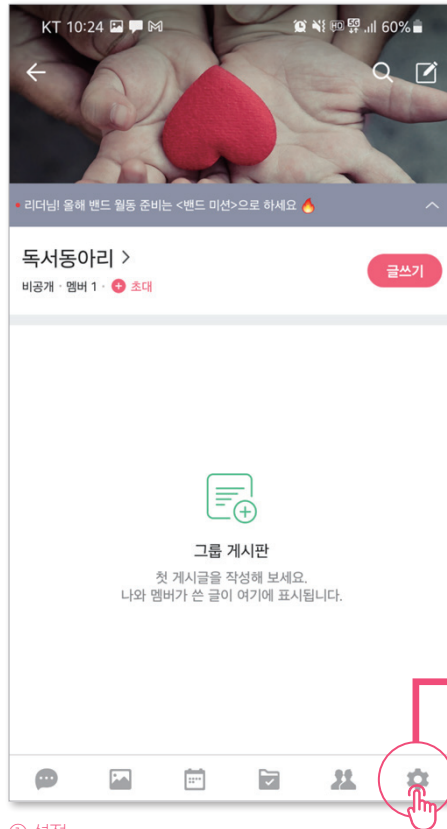 KT 10:24 60%
리더님! 올해 밴드 월동 준비는 <밴드 미션>으로 하세요 🔥
독서동아리 >
글쓰기
비공개 · 멤버 1 · 초대
그룹 게시판
첫 게시글을 작성해 보세요.
나와 멤버가 쓴 글이 여기에 표시됩니다.